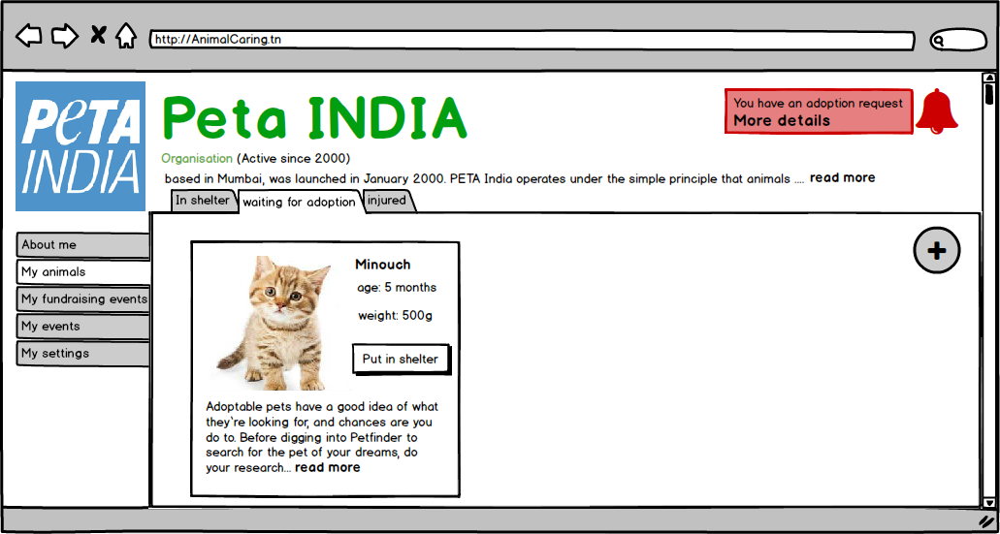 http://AnimalCaring.tn
PeTA
INDIA
Peta INDIA
You have an adoption request
More details
Organisation (Active since 2000)
based in Mumbai, was launched in January 2000. PETA India operates under the simple principle that animals .... read more
In shelter
waiting for adoption
injured
About me
My animals
My fundraising events
My events
My settings
Minouch
age: 5 months
weight: 500g
Put in shelter
Adoptable pets have a good idea of what
they`re looking for, and chances are you
do to. Before digging into Petfinder to
search for the pet of your dreams, do
your research... read more